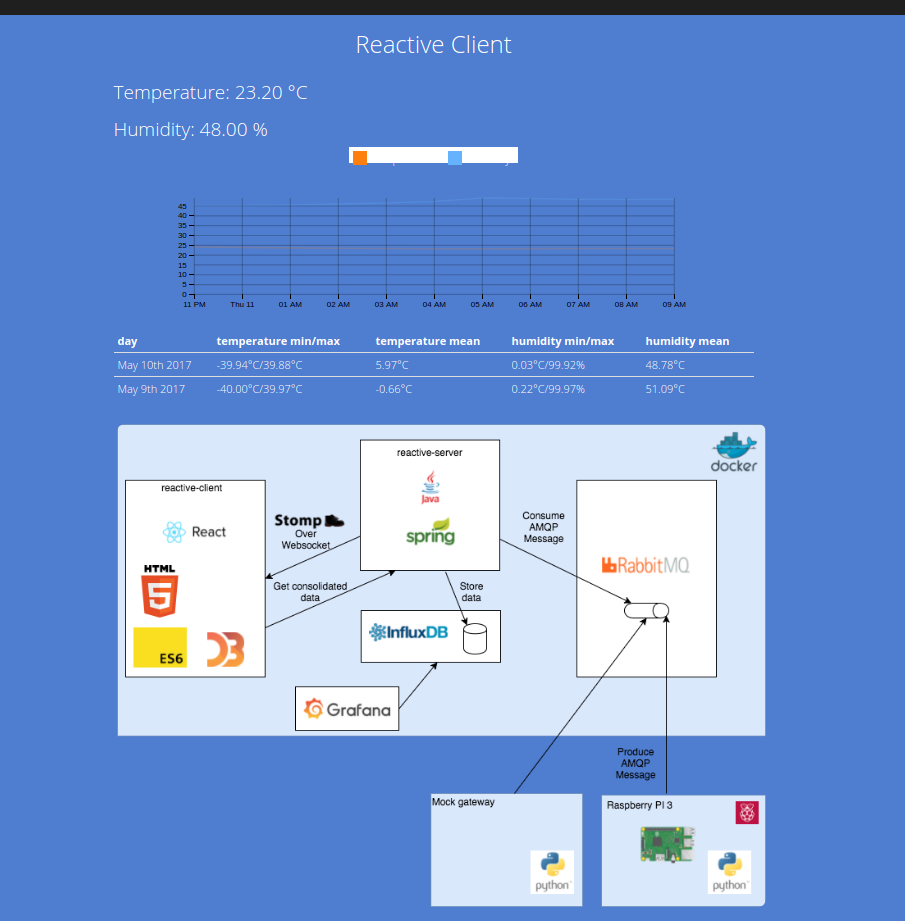 Reactive Client
Temperature: 23.20 °C
Humidity: 48.00 %
45
40
35
30
25
20
15
10
5
0
11 PM Thu 11 01 AM 02 AM 03 AM 04 AM 05 AM 06 AM 07 AM 08 AM 09 AM
day temperature min/max temperature mean humidity min/max humidity mean
May 10th 2017 -39.94°C/39.88°C 5.97°C 0.03°C/99.92% 48.78°C
May 9th 2017 -40.00°C/39.97°C -0.66°C 0.22°C/99.97% 51.09°C
docker
reactive-server
Java
spring
reactive-client
React
HTML
5
ES6
Stomp
Over
Websocket
Get consolidated
data
Store
data
Consume
AMQP
Message
RabbitMQ
InfluxDB
Grafana
Produce
AMQP
Message
Mock gateway
python
Raspberry PI 3
python